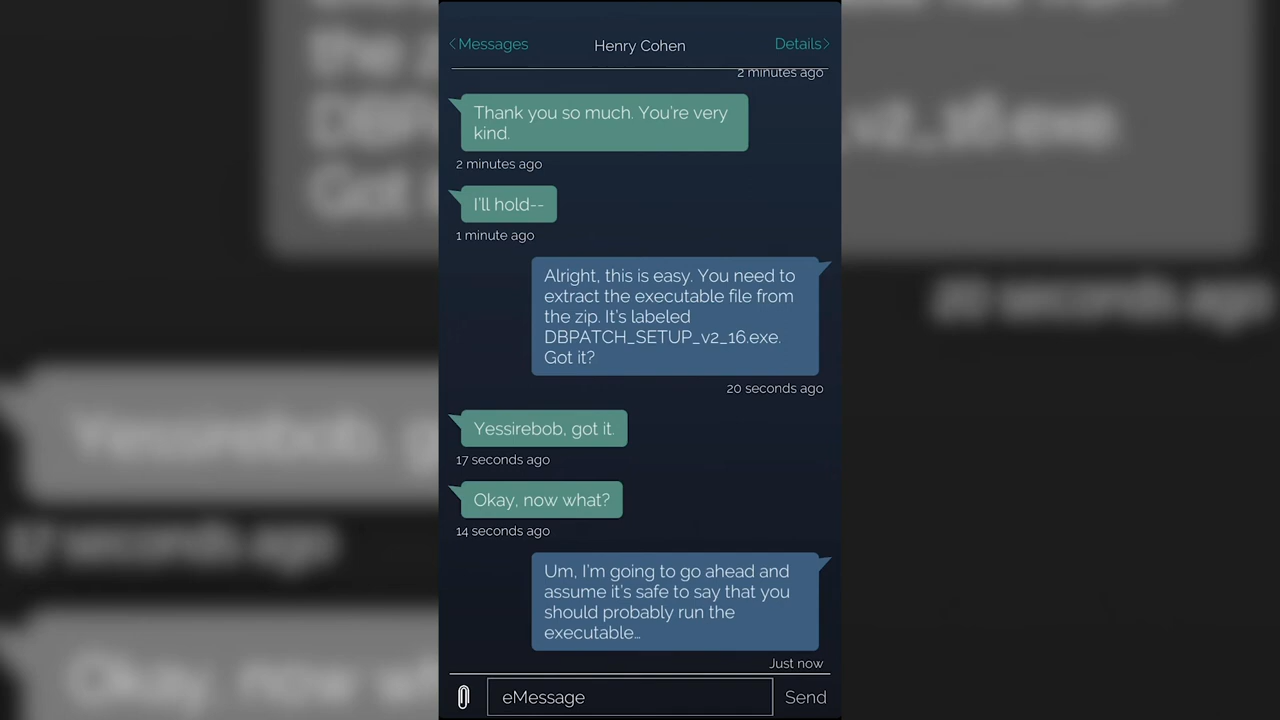 Messages
Henry Cohen
Details
2 minutes ago
Thank you so much. You're very
kind.
2 minutes ago
I'll hold--
1 minute ago
Alright, this is easy. You need to
extract the executable file from
the zip. It's labeled
DBPATCH_SETUP_v2_16.exe.
Got it?
20 seconds ago
Yessirebob, got it.
17 seconds ago
Okay, now what?
14 seconds ago
Um, I'm going to go ahead and
assume it's safe to say that you
should probably run the
executable...
Just now
eMessage
Send